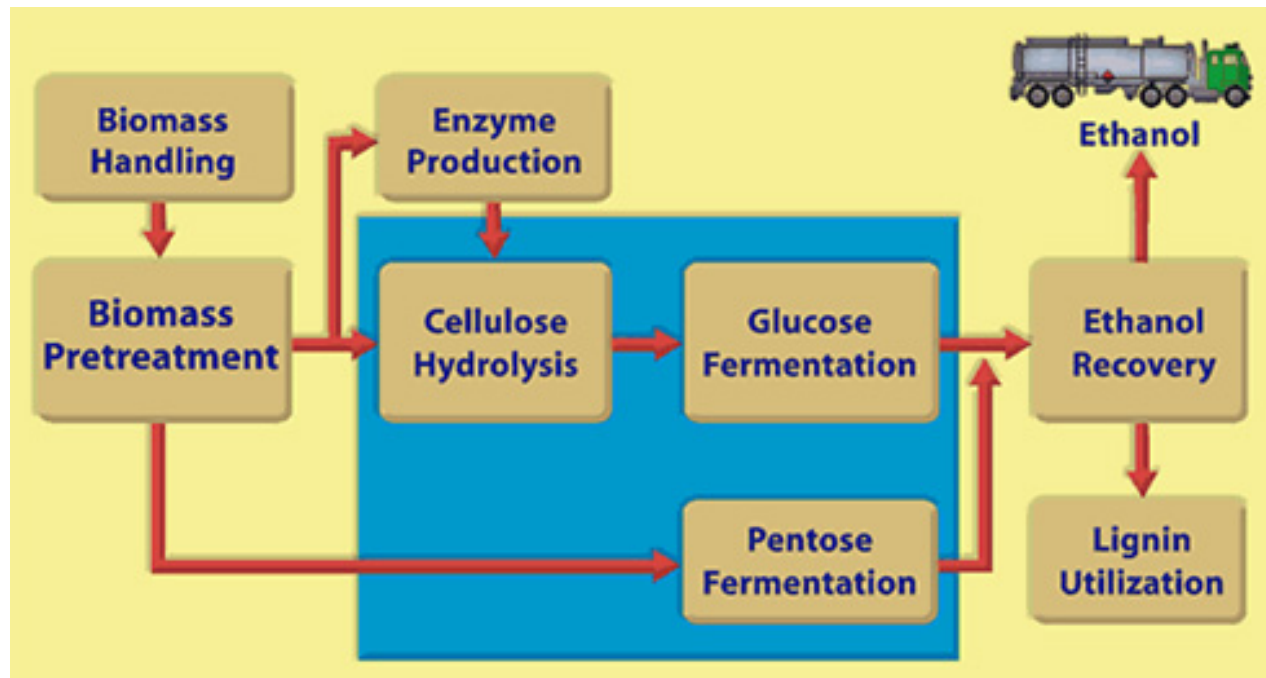 Biomass
Handling
Enzyme
Production
Ethanol
Biomass
Pretreatment
Cellulose
Hydrolysis
Glucose
Fermentation
Ethanol
Recovery
Pentose
Fermentation
Lignin
Utilization